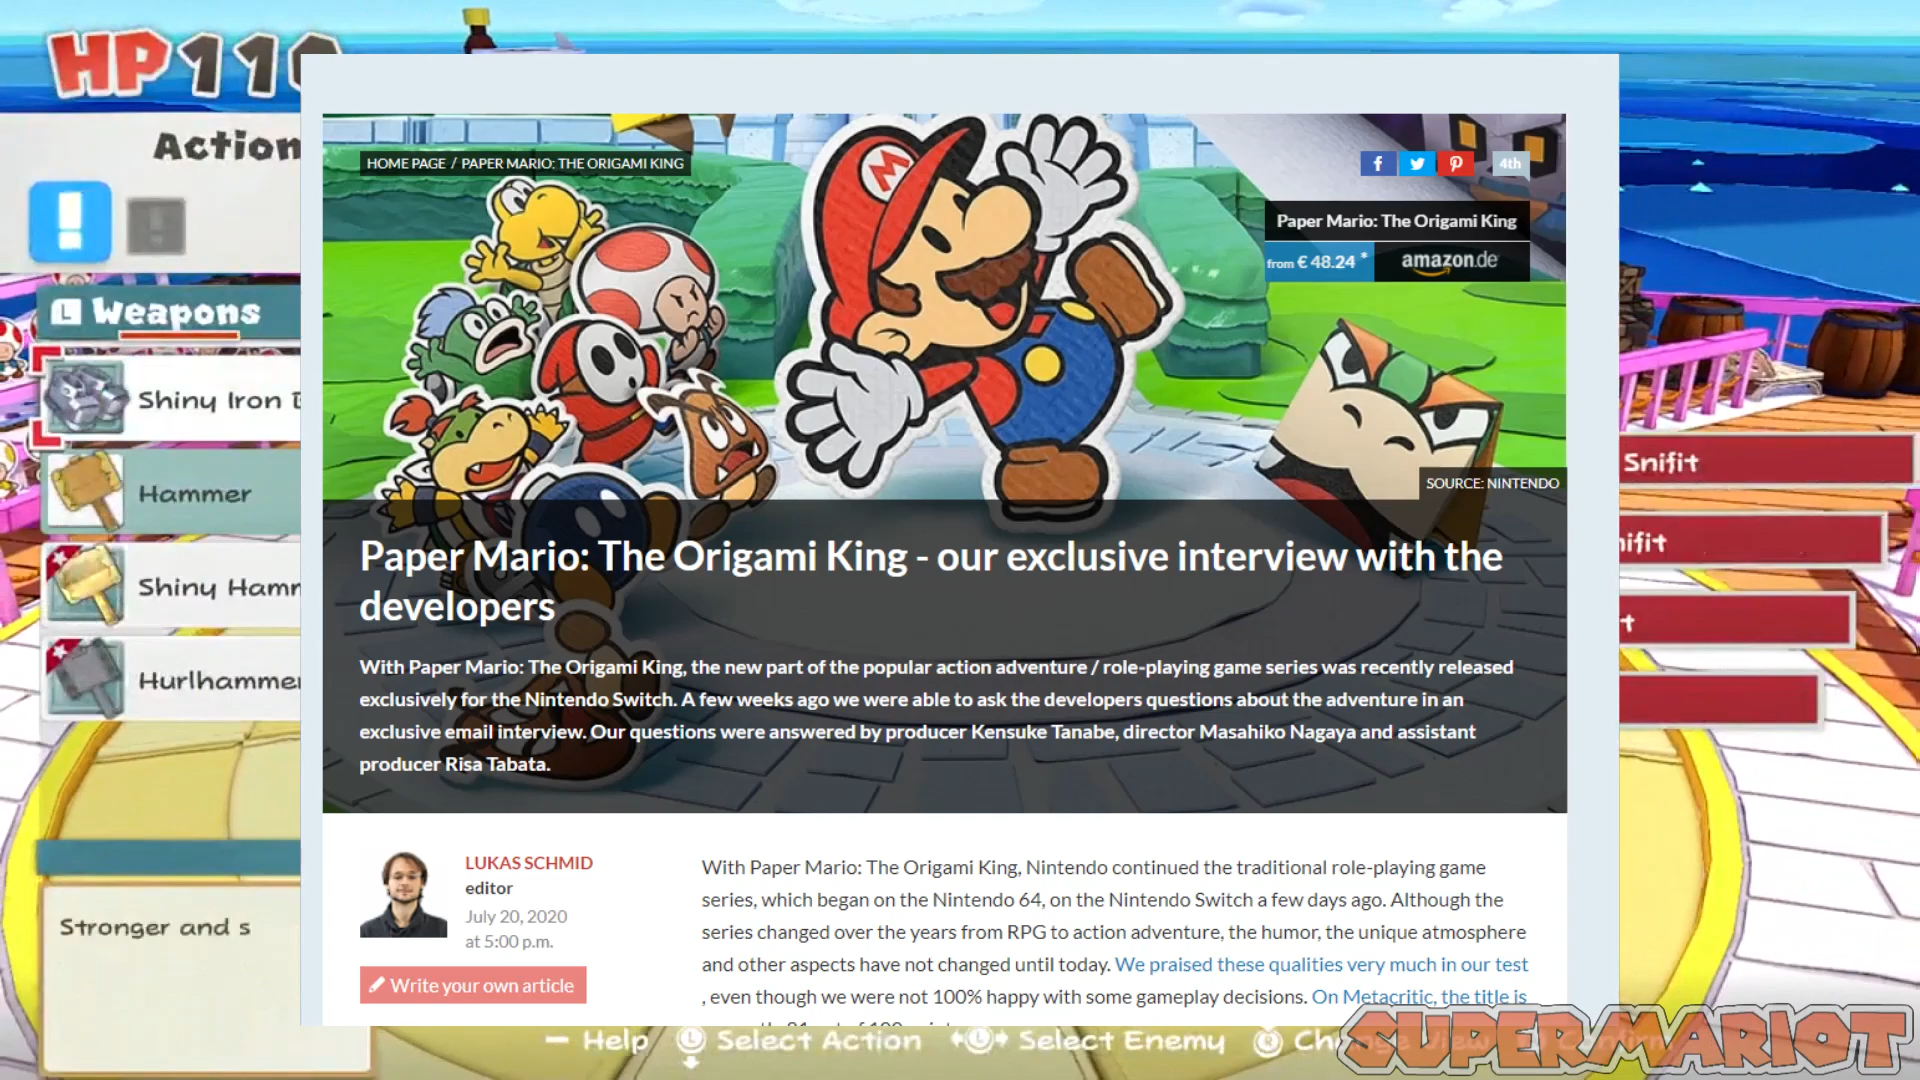 HP 110
Action
L Weapons
Shiny Iron
Hammer
Shiny Hamm
Hurlhammer
Stronger and s
HOME PAGE / PAPER MARIO: THE ORIGAMI KING
4th
Paper Mario: The Origami King
from € 48.24 *
amazon.de
SOURCE: NINTENDO
Paper Mario: The Origami King - our exclusive interview with the
developers
With Paper Mario: The Origami King, the new part of the popular action adventure / role-playing game series was recently released
exclusively for the Nintendo Switch. A few weeks ago we were able to ask the developers questions about the adventure in an
exclusive email interview. Our questions were answered by producer Kensuke Tanabe, director Masahiko Nagaya and assistant
producer Risa Tabata.
LUKAS SCHMID
editor
July 20, 2020
at 5:00 p.m.
Write your own article
With Paper Mario: The Origami King, Nintendo continued the traditional role-playing game
series, which began on the Nintendo 64, on the Nintendo Switch a few days ago. Although the
series changed over the years from RPG to action adventure, the humor, the unique atmosphere
and other aspects have not changed until today. We praised these qualities very much in our test
, even though we were not 100% happy with some gameplay decisions. On Metacritic, the title is
Snifit
nifit
t
Help L Select Action L Select Enemy R Change View Confirm
SUPERMARIOT